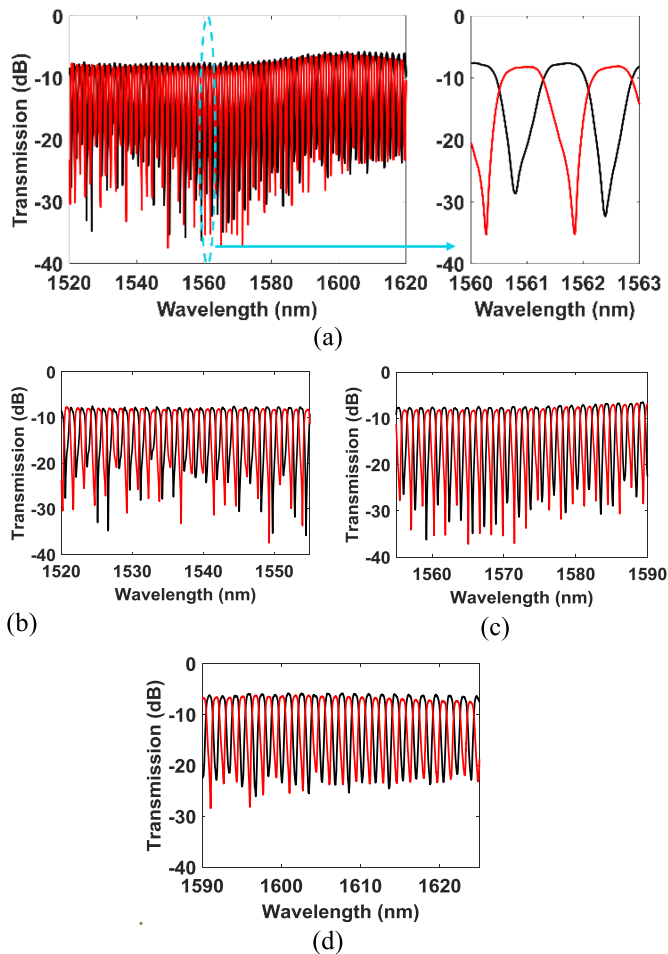 0
-10
-20
-30
-40
1520 1540 1560 1580 1600 1620
Transmission (dB)
Wavelength (nm)
0
-10
-20
-30
-40
1560 1561 1562 1563
Wavelength (nm)
(a)
0
-10
-20
-30
-40
1520 1530 1540 1550
Transmission (dB)
Wavelength (nm)
(b)
0
-10
-20
-30
-40
1560 1570 1580 1590
Transmission (dB)
Wavelength (nm)
(c)
0
-10
-20
-30
-40
1590 1600 1610 1620
Transmission (dB)
Wavelength (nm)
(d)